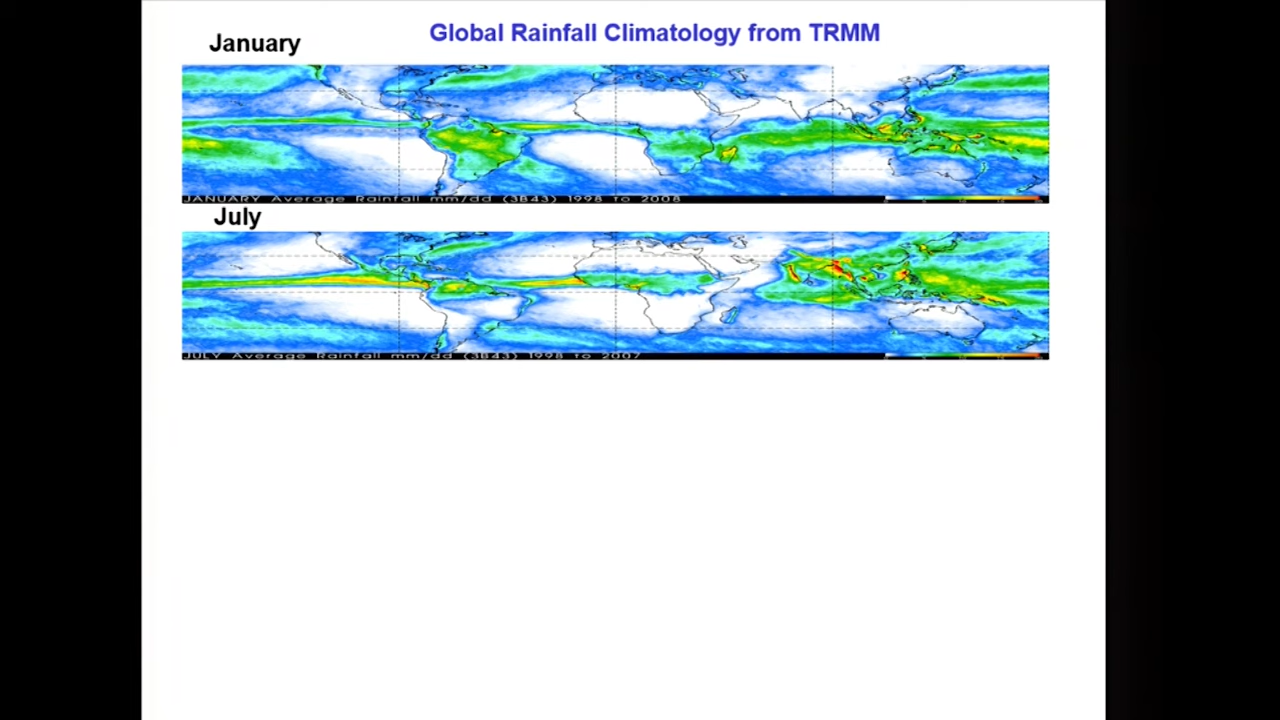 Global Rainfall Climatology from TRMM
January
JANUARY Average Rainfall mm/dd (3B43) 1998 to 2008
July
JULY Average Rainfall mm/dd (3B43) 1998 to 2007